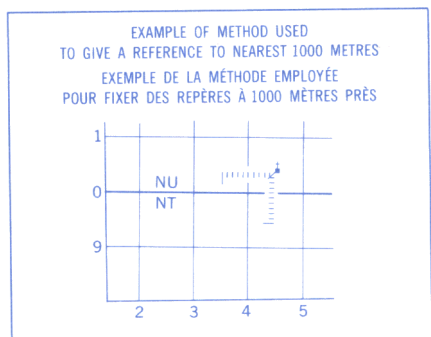 EXAMPLE OF METHOD USED
TO GIVE A REFERENCE TO NEAREST 1000 METRES
EXEMPLE DE LA MÉTHODE EMPLOYÉE
POUR FIXER DES REPÈRES À 1000 MÈTRES PRÈS
1
NU
0
NT
9
2 3 4 5